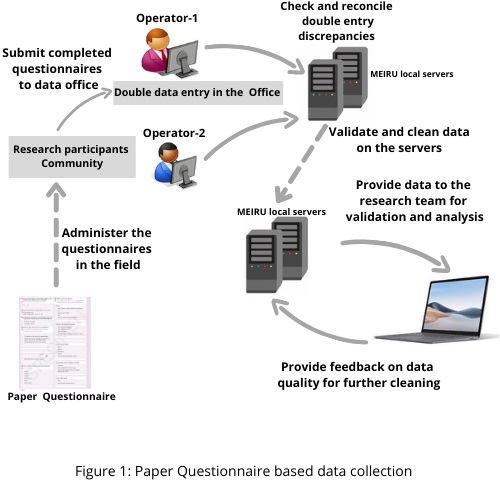 Operator-1
Check and reconcile
double entry
discrepancies
Submit completed
questionnaires
to data office
MEIRU local servers
Double data entry in the  Office
Operator-2
Research participants
Community
Validate and clean data
on the servers
Provide data to the
research team for
validation and analysis
MEIRU local servers
Administer the
questionnaires
in the field
Provide feedback on data
quality for further cleaning
Paper  Questionnaire
Figure 1: Paper Questionnaire based data collection